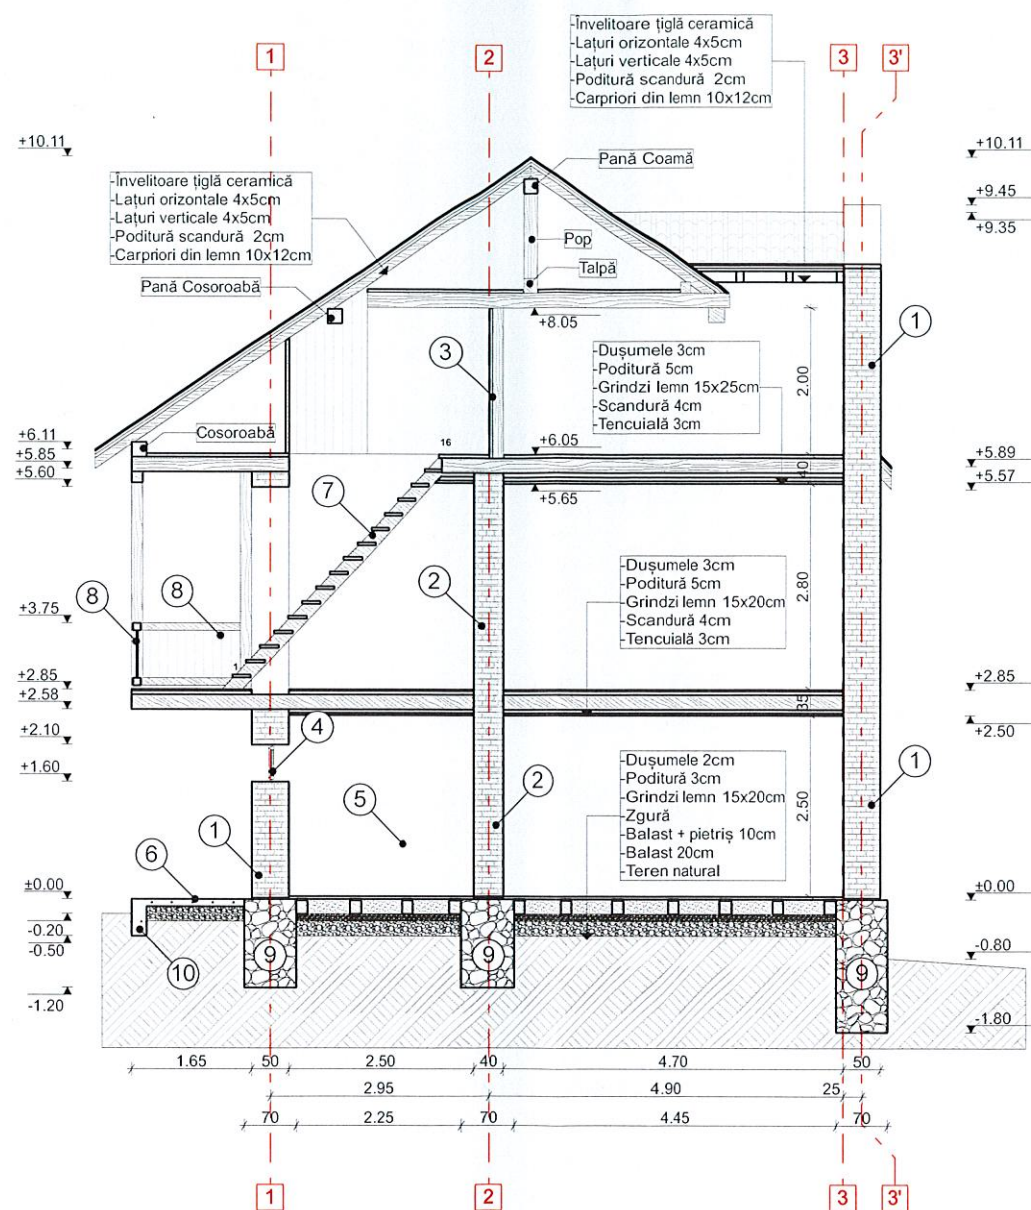 -Învelitoare țiglă ceramică
-Lațuri orizontale 4x5cm
-Lațuri verticale 4x5cm
-Poditură scandură 2cm
-Carpriori din lemn 10x12cm
1
2
3
3'
+10.11
+10.11
Pană Coamă
-Învelitoare țiglă ceramică
-Lațuri orizontale 4x5cm
-Lațuri verticale 4x5cm
-Poditură scandură 2cm
-Carpriori din lemn 10x12cm
+9.45
+9.35
Pop
Talpă
Pană Cosoroabă
+8.05
1
3
-Dușumele 3cm
-Poditură 5cm
-Grindzi lemn 15x25cm
-Scandură 4cm
-Tencuială 3cm
2.00
+6.11
+5.85
+5.60
Cosoroabă
16
+6.05
+5.65
40
+5.89
+5.57
7
-Dușumele 3cm
-Poditură 5cm
-Grindzi lemn 15x20cm
-Scandură 4cm
-Tencuială 3cm
2.80
+3.75
8
8
2
1
+2.85
+2.58
+2.10
+1.60
35
+2.85
+2.50
4
5
2
-Dușumele 2cm
-Poditură 3cm
-Grindzi lemn 15x20cm
-Zgură
-Balast + pietriș 10cm
-Balast 20cm
-Teren natural
2.50
1
1
6
±0.00
±0.00
-0.20
-0.50
-0.80
10
9
9
9
-1.20
-1.80
1.65
50
2.50
40
4.70
50
2.95
4.90
25
70
2.25
70
4.45
70
1
2
3
3'